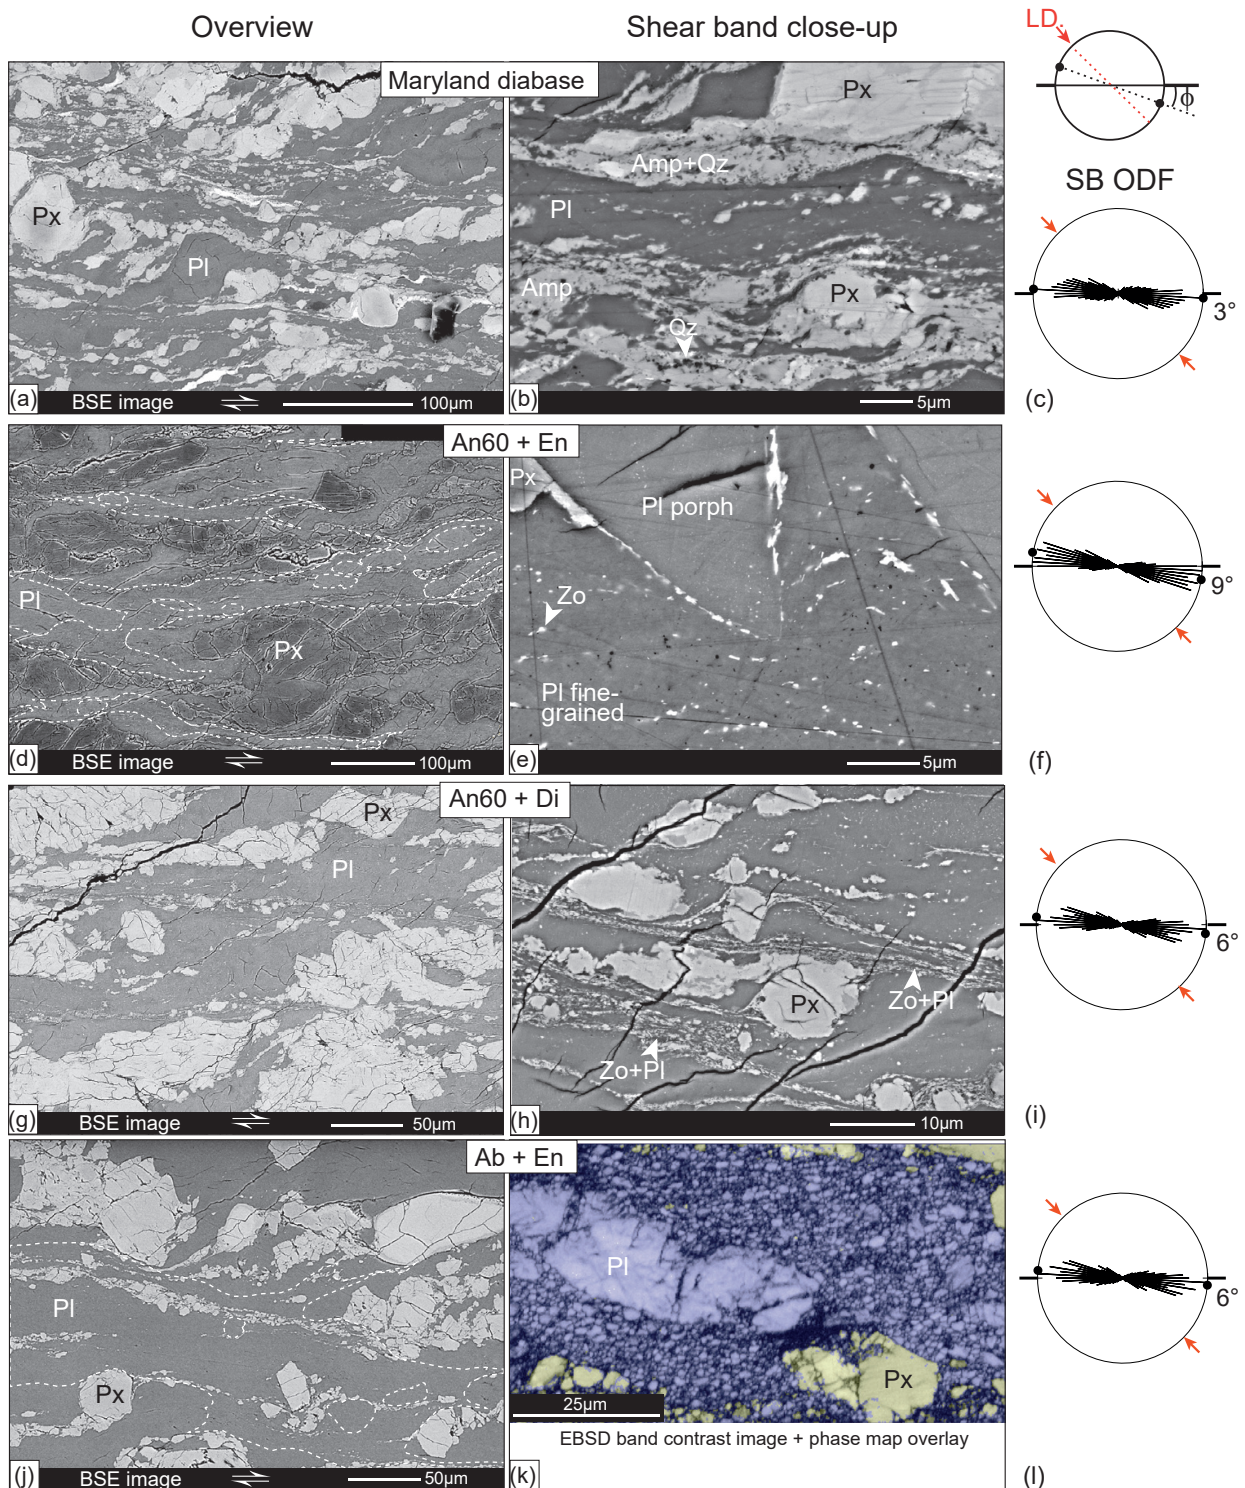 Overview
Shear band close-up
LD
ϕ
Maryland diabase
Px
Pl
(a)
BSE image
100µm
Px
Amp+Qz
Pl
Amp
Px
Qz
(b)
5µm
SB ODF
3°
(c)
An60 + En
Pl
Px
(d)
BSE image
100µm
Px
Pl porph
Zo
Pl fine-
grained
(e)
5µm
9°
(f)
An60 + Di
Px
Pl
(g)
BSE image
50µm
Px
Zo+Pl
Zo+Pl
(h)
10µm
6°
(i)
Ab + En
Pl
Px
(j)
BSE image
50µm
Pl
Px
25µm
EBSD band contrast image + phase map overlay
(k)
6°
(l)